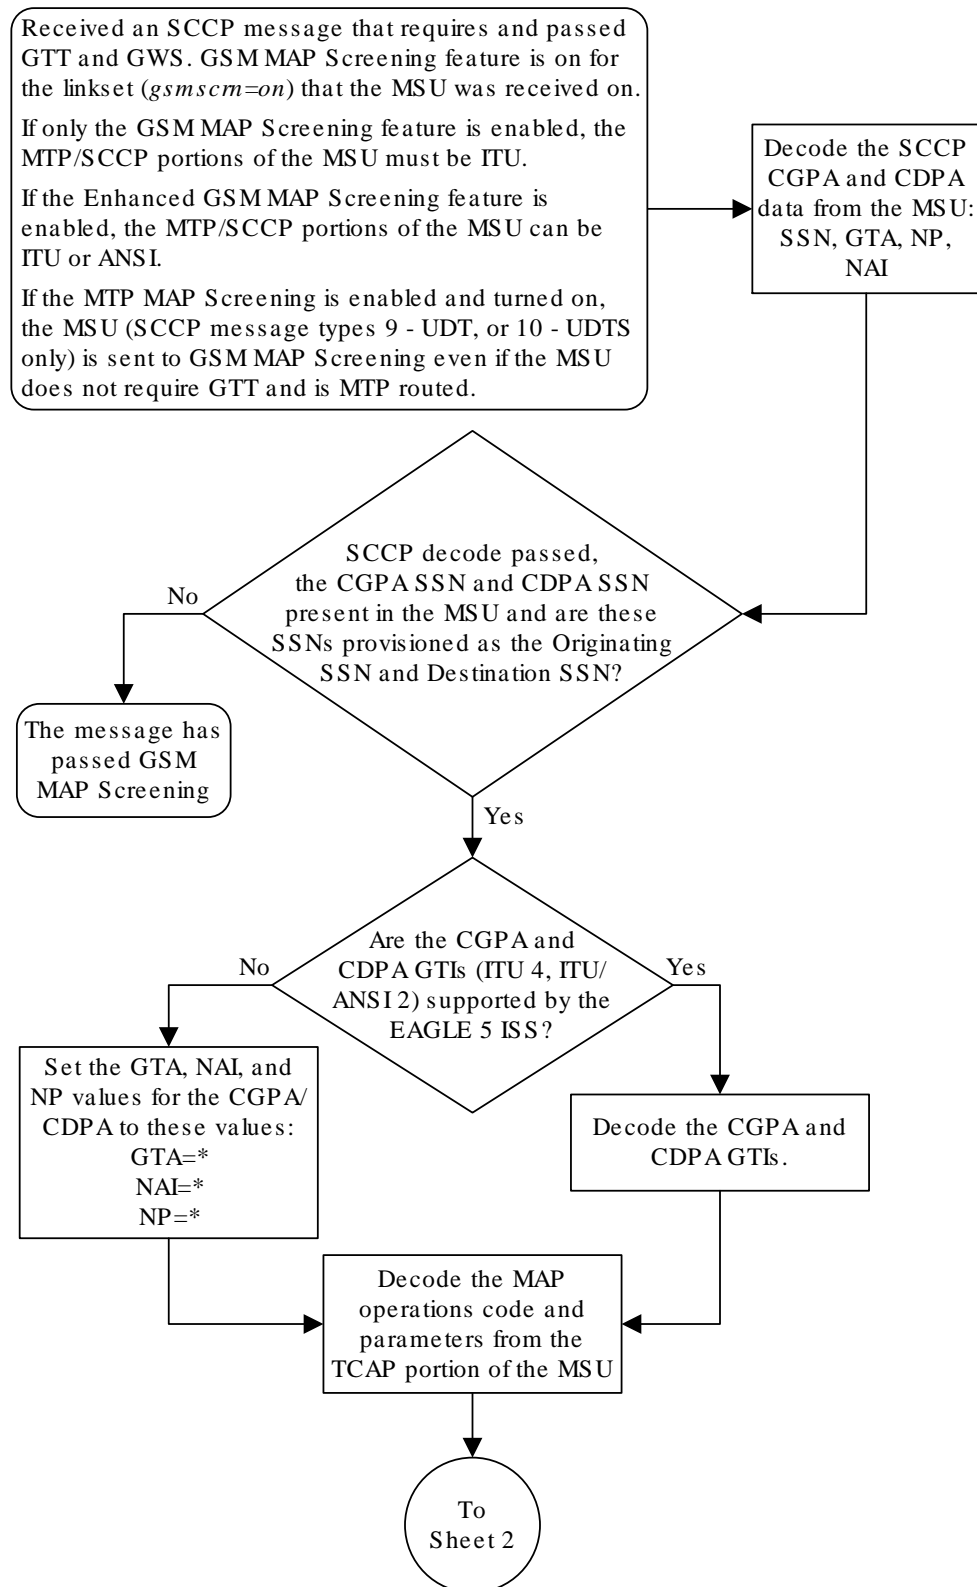 Received an SCCP message that requires and passed
GTT and GWS. GSM MAP Screening feature is on for
the linkset (gsmscrn=on) that the MSU was received on.
If only the GSM MAP Screening feature is enabled, the
MTP/SCCP portions of the MSU must be ITU.
If the Enhanced GSM MAP Screening feature is
enabled, the MTP/SCCP portions of the MSU can be
ITU or ANSI.
If the MTP MAP Screening is enabled and turned on,
the MSU (SCCP message types 9 - UDT, or 10 - UDTS
only) is sent to GSM MAP Screening even if the MSU
does not require GTT and is MTP routed.
Decode the SCCP
CGPA and CDPA
data from the MSU:
SSN, GTA, NP,
NAI
SCCP decode passed,
the CGPA SSN and CDPA SSN
present in the MSU and are these
SSNs provisioned as the Originating
SSN and Destination SSN?
No
The message has
passed GSM
MAP Screening
Yes
Are the CGPA and
CDPA GTIs (ITU 4, ITU/
ANSI 2) supported by the
EAGLE 5 ISS?
No
Yes
Set the GTA, NAI, and
NP values for the CGPA/
CDPA to these values:
GTA=*
NAI=*
NP=*
Decode the CGPA and
CDPA GTIs.
Decode the MAP
operations code and
parameters from the
TCAP portion of the MSU
To
Sheet 2